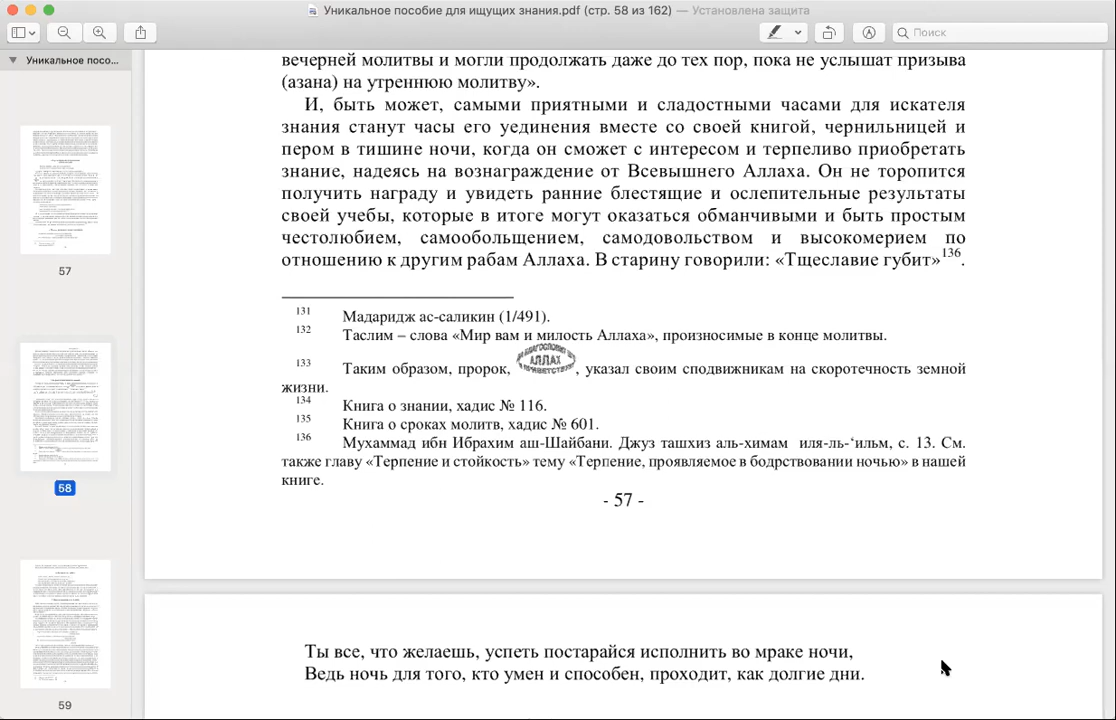 Уникальное пособие для ищущих знания.pdf (стр. 58 из 162) — Установлена защита
Поиск
Уникальное посо...
57
58
59
вечерней молитвы и могли продолжать даже до тех пор, пока не услышат призыва
(азана) на утреннюю молитву».
И, быть может, самыми приятными и сладостными часами для искателя
знания станут часы его уединения вместе со своей книгой, чернильницей и
пером в тишине ночи, когда он сможет с интересом и терпеливо приобретать
знание, надеясь на вознаграждение от Всевышнего Аллаха. Он не торопится
получить награду и увидеть ранние блестящие и сомнительные результаты
своей учебы, которые в итоге могут оказаться обманчивыми и быть простым
честолюбием, самообольщением, самодовольством и высокомерием по
отношению к другим рабам Аллаха. В старину говорили: «Тщеславие губит»136.
131 Мадаридж ас-саликин (1/491).
132 Таслим – слова «Мир вам и милость Аллаха», произносимые в конце молитвы.
133 Таким образом, пророк, да благословит АЛЛАХ и приветствует, указал своим сподвижникам на скоротечность земной
жизни.
134 Книга о знании, хадис № 116.
135 Книга о сроках молитв, хадис № 601.
136 Мухаммад ибн Ибрахим аш-Шайбани. Джуз ташхиз аль-химам иля-ль-‘ильм, с. 13. См.
также главу «Терпение и стойкость» тему «Терпение, проявляемое в бодрствовании ночью» в нашей
книге.
- 57 -
Ты все, что желаешь, успеть постарайся исполнить во мраке ночи,
Ведь ночь для того, кто умен и способен, проходит, как долгие дни.